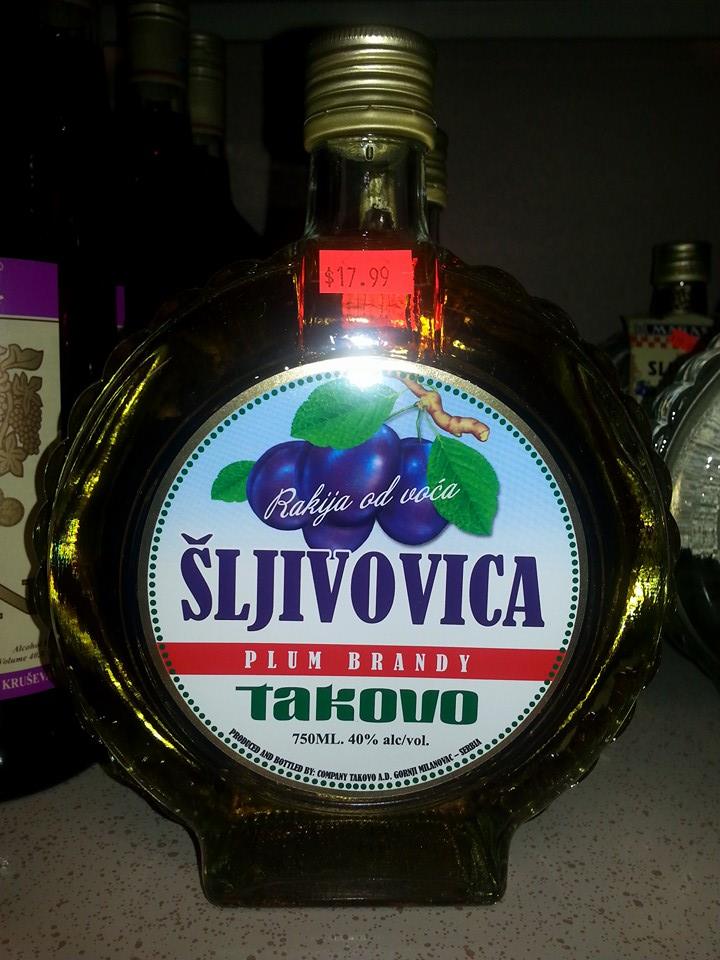 $17.99
Rakija od voća
ŠLJIVOVICA
PLUM BRANDY
Takovo
750ML. 40% alc/vol.
PRODUCED AND BOTTLED BY: COMPANY TAKOVO A.D. GORNJI MILANOVAC – SERBIA